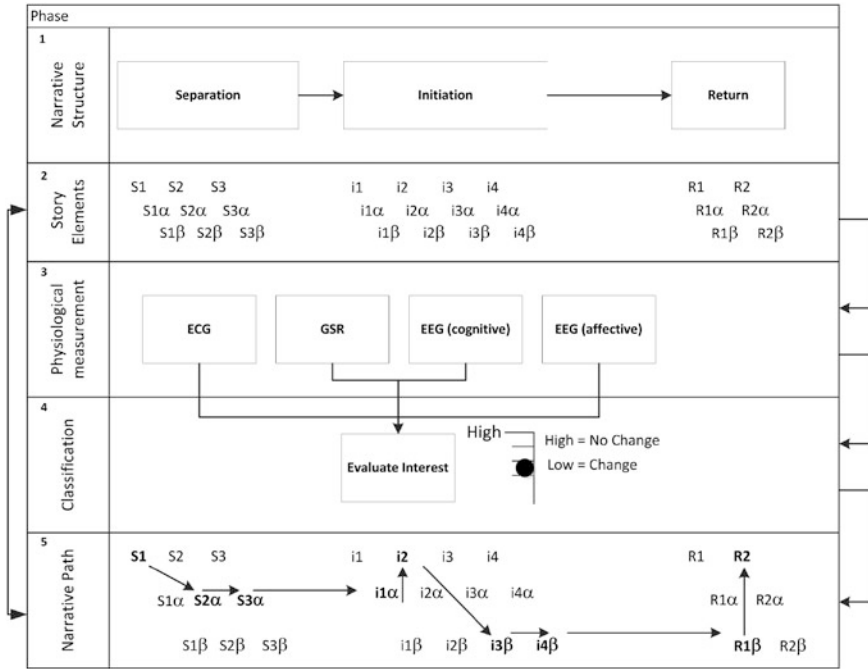 Phase
1
Narrative
Structure
Separation
Initiation
Return
2
Story
Elements
S1 S2 S3 i1 i2 i3 i4 R1 R2
S1α S2α S3α i1α i2α i3α i4α R1α R2α
S1β S2β S3β i1β i2β i3β i4β R1β R2β
3
Physiological
measurement
ECG
GSR
EEG (cognitive)
EEG (affective)
4
Classification
Evaluate Interest
High
High = No Change
Low = Change
5
Narrative Path
S1 S2 S3 i1 i2 i3 i4 R1 R2
S1α S2α S3α i1α i2α i3α i4α R1α R2α
S1β S2β S3β i1β i2β i3β i4β R1β R2β